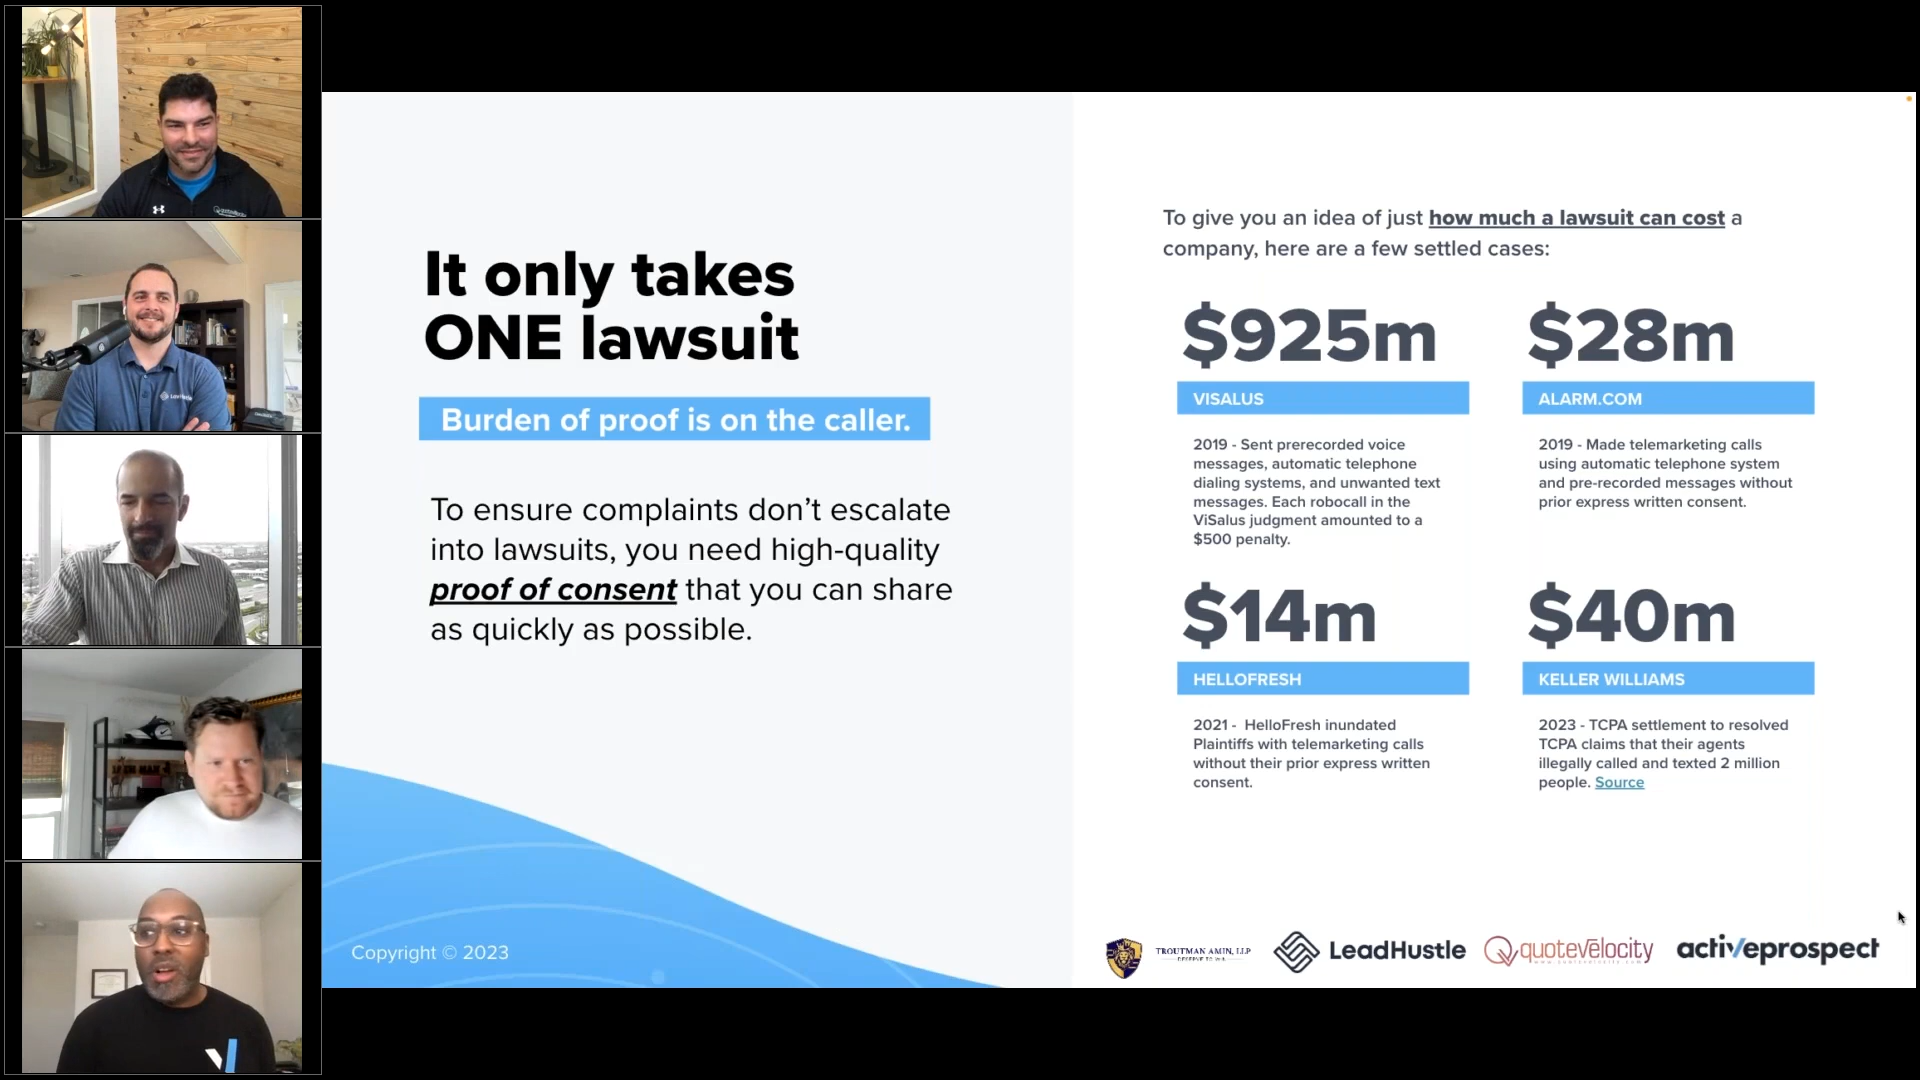 It only takes
ONE lawsuit
Burden of proof is on the caller.
To ensure complaints don’t escalate
into lawsuits, you need high-quality
proof of consent that you can share
as quickly as possible.
Copyright © 2023
To give you an idea of just how much a lawsuit can cost a
company, here are a few settled cases:
$925m
VISALUS
2019 - Sent prerecorded voice
messages, automatic telephone
dialing systems, and unwanted text
messages. Each robocall in the
ViSalus judgment amounted to a
$500 penalty.
$28m
ALARM.COM
2019 - Made telemarketing calls
using automatic telephone system
and pre-recorded messages without
prior express written consent.
$14m
HELLOFRESH
2021 - HelloFresh inundated
Plaintiffs with telemarketing calls
without their prior express written
consent.
$40m
KELLER WILLIAMS
2023 - TCPA settlement to resolved
TCPA claims that their agents
illegally called and texted 2 million
people. Source
TROUTMAN AMIN, LLP
LeadHustle
quotevelocity
activeprospect